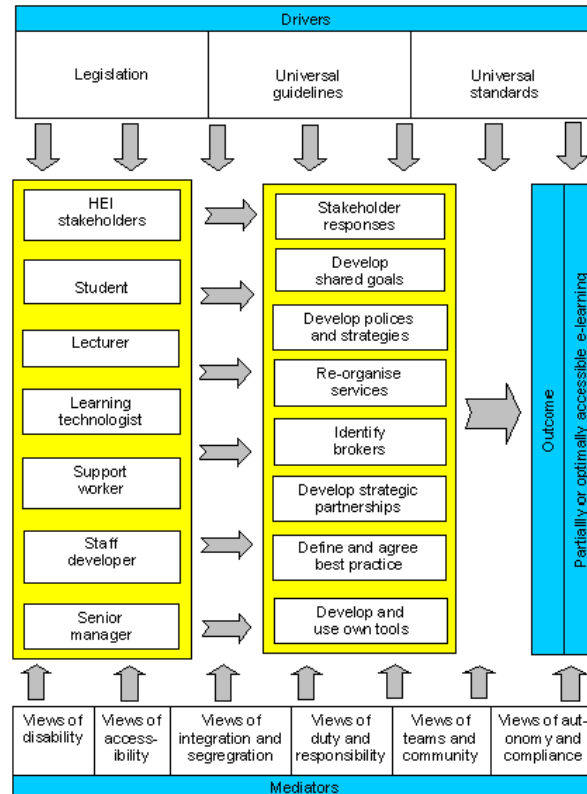 Drivers
Legislation
Universal
guidelines
Universal
standards
HEI
stakeholders
Student
Lecturer
Learning
technologist
Support
worker
Staff
developer
Senior
manager
Stakeholder
responses
Develop
shared goals
Develop polices
and strategies
Re-organise
services
Identify
brokers
Develop strategic
partnerships
Define and agree
best practice
Develop and
use own tools
Outcome
Partiallly or optimally accessible e-learning
Views of
disability
Views of
access-
ibility
Views of
integration and
segregration
Views of
duty and
responsibility
Views of
teams and
community
Views of aut-
onomy and
compliance
Mediators